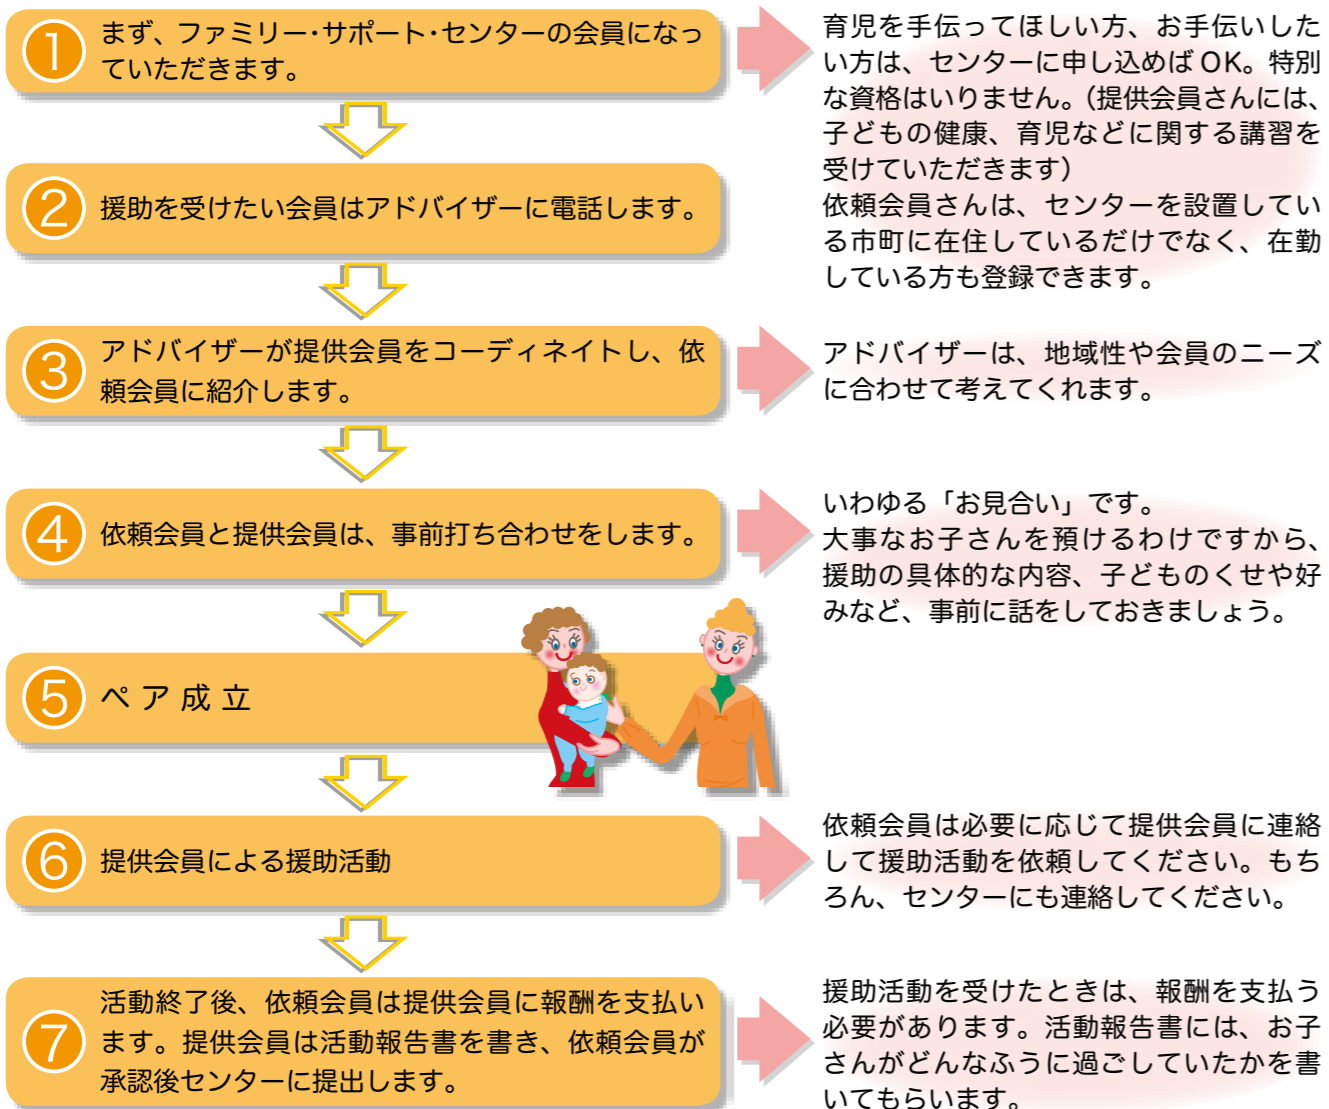 ① まず、ファミリー・サポート・センターの会員になっ
ていただきます。
育児を手伝ってほしい方、お手伝いした
い方は、センターに申し込めば OK。特別
な資格はいりません。（提供会員さんには、
子どもの健康、育児などに関する講習を
受けていただきます）
依頼会員さんは、センターを設置してい
る市町に在住しているだけでなく、在勤
している方も登録できます。
② 援助を受けたい会員はアドバイザーに電話します。
③ アドバイザーが提供会員をコーディネイトし、依
頼会員に紹介します。
アドバイザーは、地域性や会員のニーズ
に合わせて考えてくれます。
④ 依頼会員と提供会員は、事前打ち合わせをします。
いわゆる「お見合い」です。
大事なお子さんを預けるわけですから、
援助の具体的な内容、子どものくせや好
みなど、事前に話をしておきましょう。
⑤ ペア成立
⑥ 提供会員による援助活動
依頼会員は必要に応じて提供会員に連絡
して援助活動を依頼してください。もち
ろん、センターにも連絡してください。
⑦ 活動終了後、依頼会員は提供会員に報酬を支払い
ます。提供会員は活動報告書を書き、依頼会員が
承認後センターに提出します。
援助活動を受けたときは、報酬を支払う
必要があります。活動報告書には、お子
さんがどんなふうに過ごしていたかを書
いてもらいます。